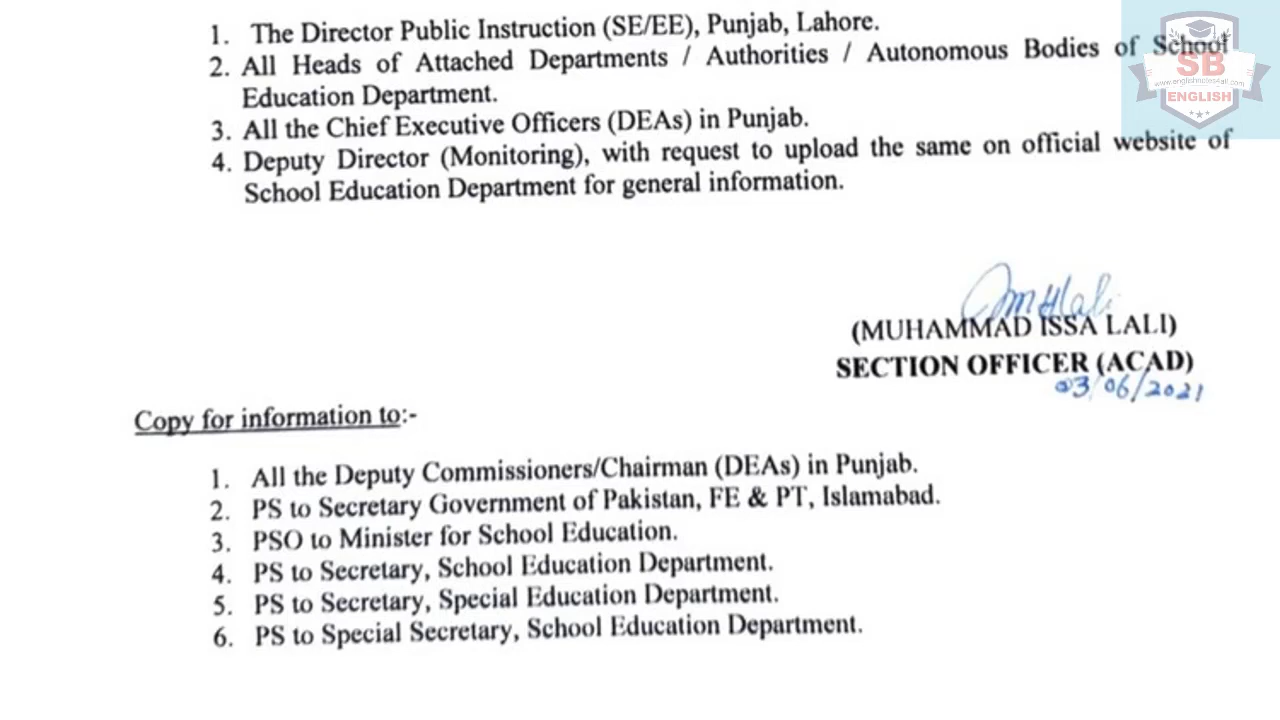 1. The Director Public Instruction (SE/EE), Punjab, Lahore.
2. All Heads of Attached Departments / Authorities / Autonomous Bodies of School
Education Department.
3. All the Chief Executive Officers (DEAs) in Punjab.
4. Deputy Director (Monitoring), with request to upload the same on official website of
School Education Department for general information.
SB
ENGLISH
(MUHAMMAD ISSA LALI)
SECTION OFFICER (ACAD)
03/06/2021
Copy for information to:-
1. All the Deputy Commissioners/Chairman (DEAs) in Punjab.
2. PS to Secretary Government of Pakistan, FE & PT, Islamabad.
3. PSO to Minister for School Education.
4. PS to Secretary, School Education Department.
5. PS to Secretary, Special Education Department.
6. PS to Special Secretary, School Education Department.